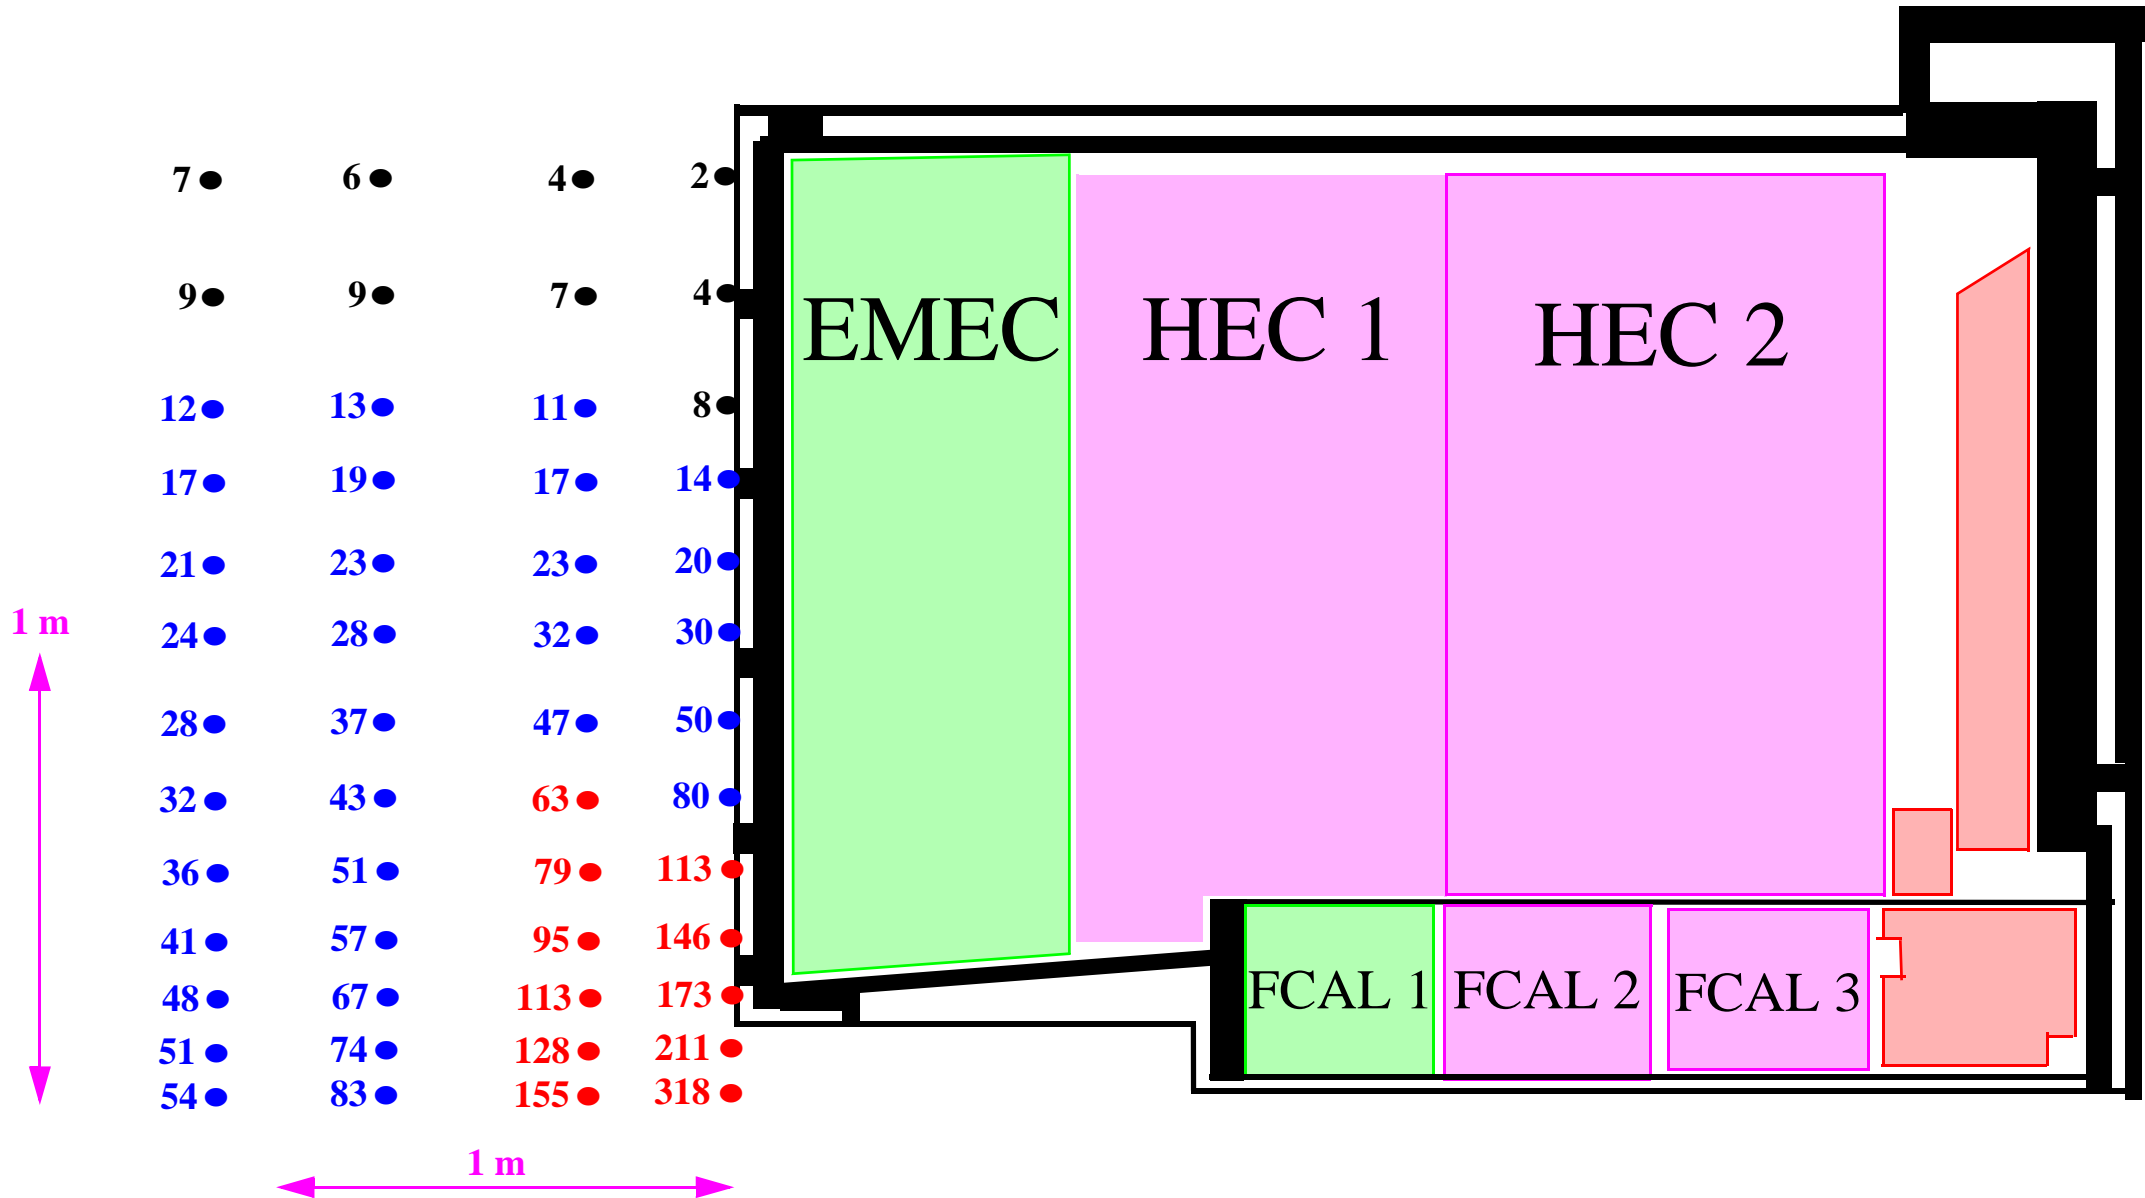 7 6 4 2
9 9 7 4
EMEC HEC 1 HEC 2
12 13 11 8
17 19 17 14
21 23 23 20
1 m
24 28 32 30
28 37 47 50
32 43 63 80
36 51 79 113
41 57 95 146
48 67 113 173
FCAL 1 FCAL 2 FCAL 3
51 74 128 211
54 83 155 318
1 m